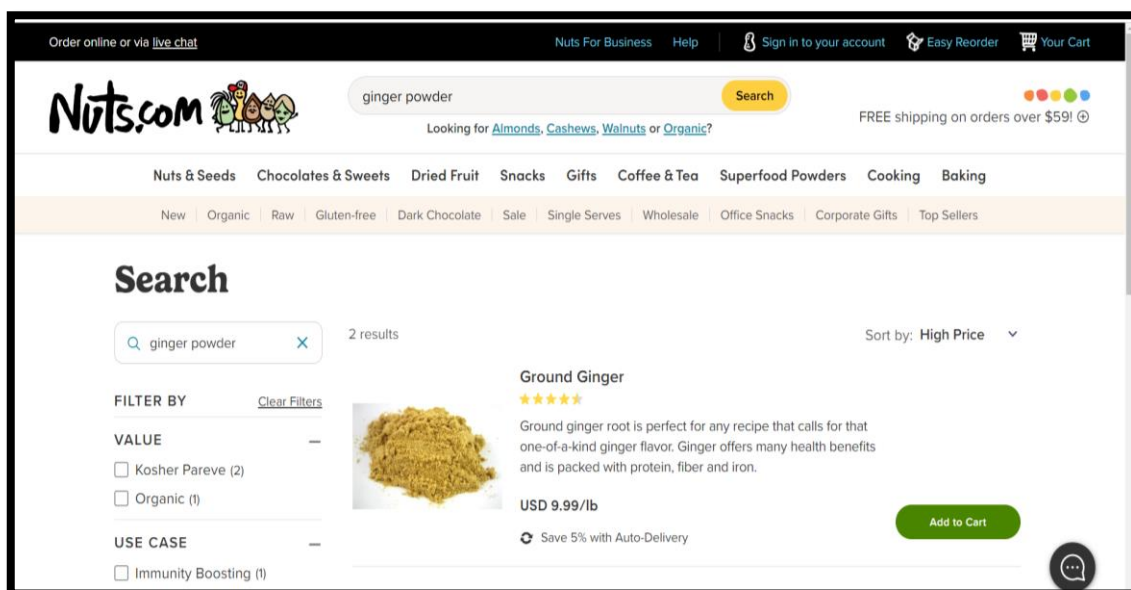 Order online or via live chat
Nuts For Business Help Sign in to your account Easy Reorder Your Cart
Nuts.com
ginger powder Search
Looking for Almonds, Cashews, Walnuts or Organic?
FREE shipping on orders over $59!
Nuts & Seeds Chocolates & Sweets Dried Fruit Snacks Gifts Coffee & Tea Superfood Powders Cooking Baking
New Organic Raw Gluten-free Dark Chocolate Sale Single Serves Wholesale Office Snacks Corporate Gifts Top Sellers
Search
ginger powder
2 results
Sort by: High Price
FILTER BY Clear Filters
VALUE
Kosher Pareve (2)
Organic (1)
USE CASE
Immunity Boosting (1)
Ground Ginger
Ground ginger root is perfect for any recipe that calls for that
one-of-a-kind ginger flavor. Ginger offers many health benefits
and is packed with protein, fiber and iron.
USD 9.99/lb
Save 5% with Auto-Delivery
Add to Cart